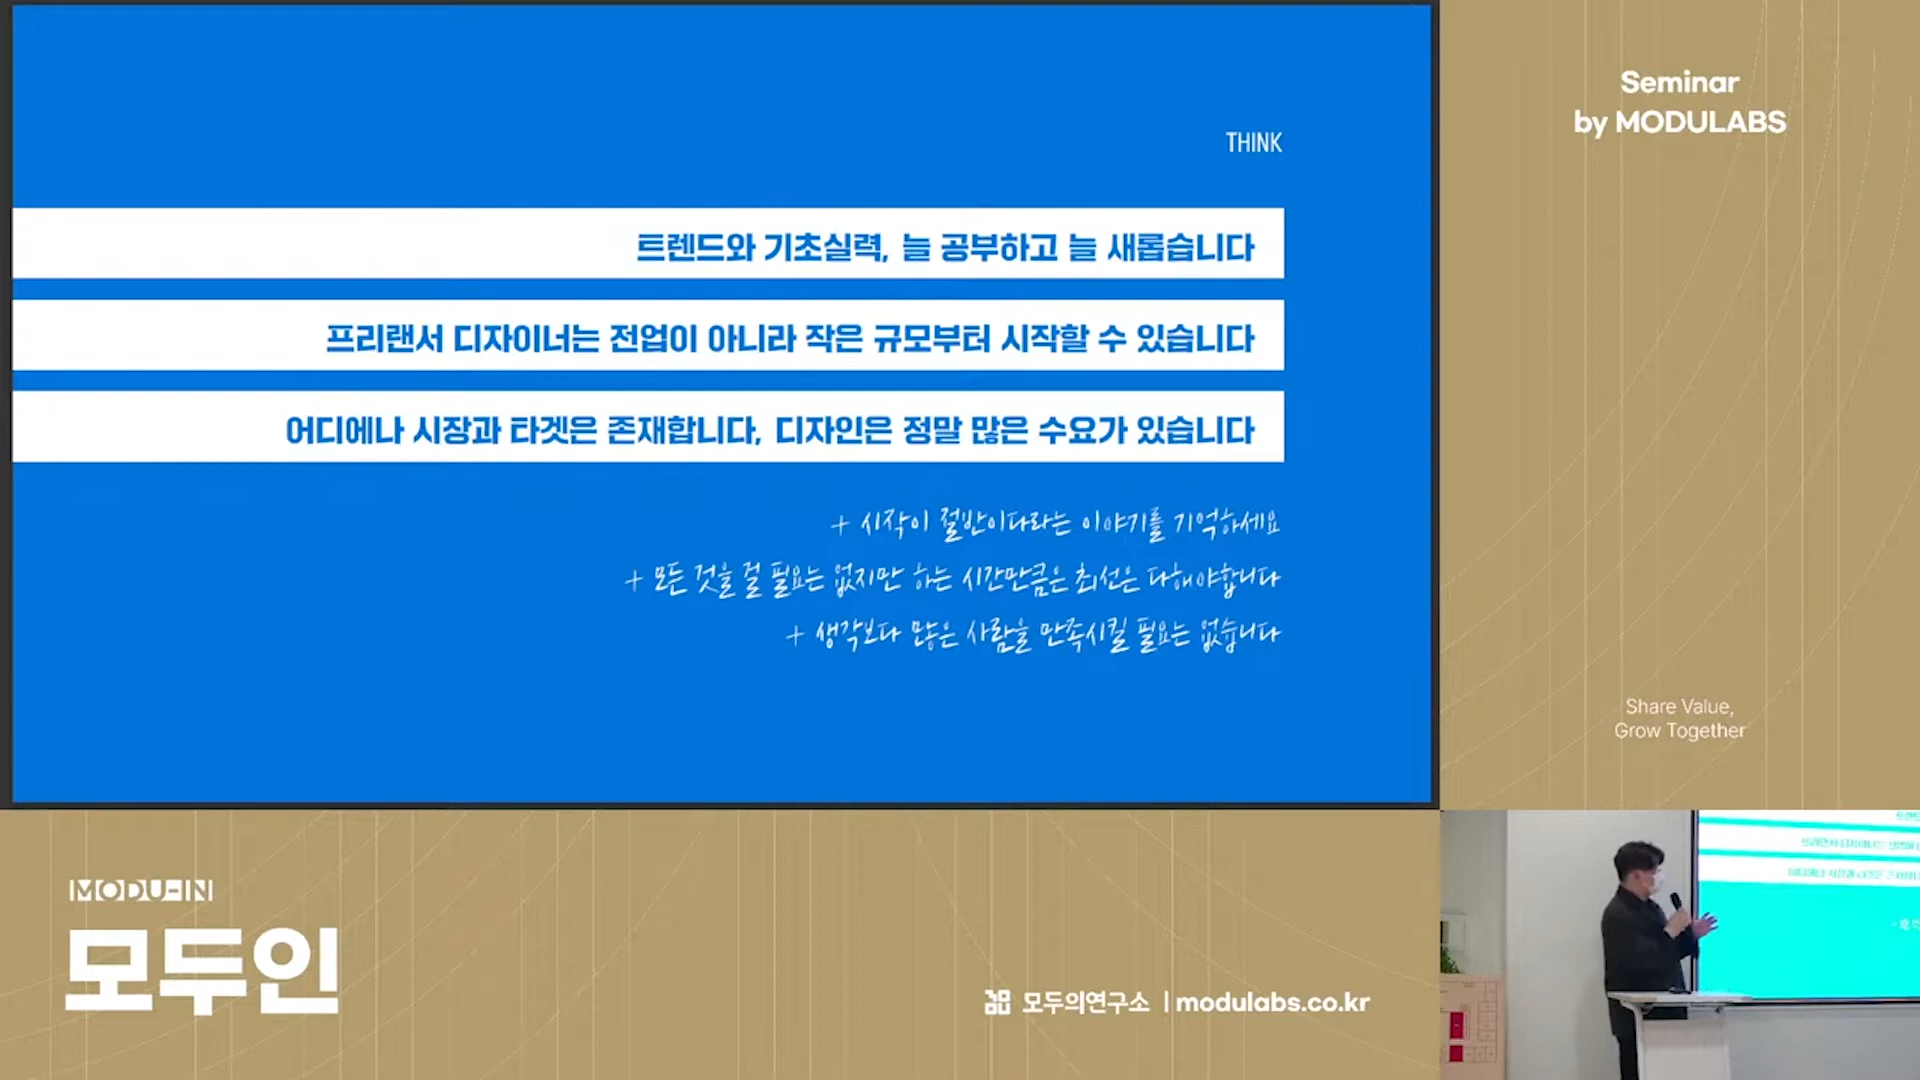 THINK
트렌드와 기초실력, 늘 공부하고 늘 새롭습니다
프리랜서 디자이너는 전업이 아니라 작은 규모부터 시작할 수 있습니다
어디에나 시장과 타겟은 존재합니다, 디자인은 정말 많은 수요가 있습니다
+ 시작이 절반이다라는 이야기를 기억하세요
+ 모든 것을 걸 필요는 없지만 하는 시간만큼은 최선은 다해야합니다
+ 생각보다 많은 사람을 만족시킬 필요는 없습니다
Seminar
by MODULABS
Share Value,
Grow Together
MODU-IN
모두인
모두의연구소 | modulabs.co.kr